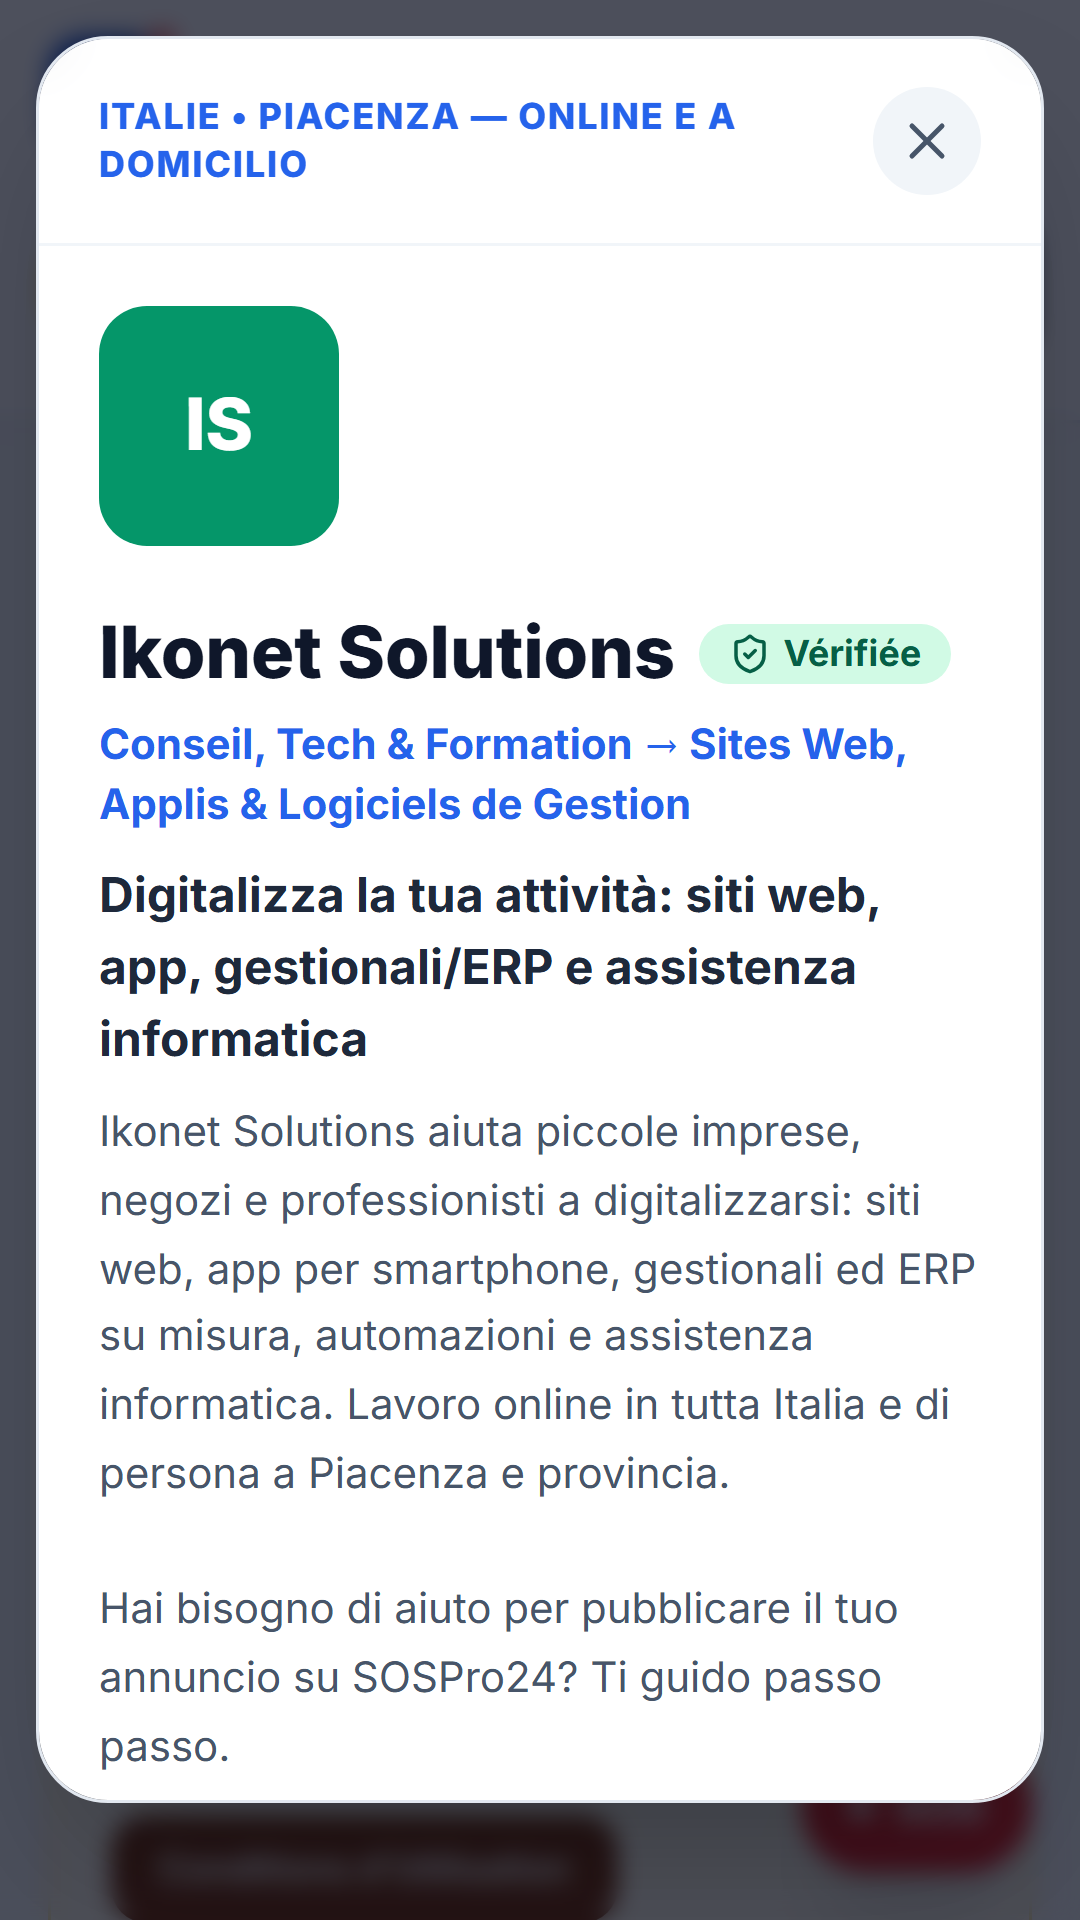 ITALIE • PIACENZA — ONLINE E A
DOMICILIO
IS
Ikonet Solutions
Vérifiée
Conseil, Tech & Formation → Sites Web,
Applis & Logiciels de Gestion
Digitalizza la tua attività: siti web,
app, gestionali/ERP e assistenza
informatica
Ikonet Solutions aiuta piccole imprese,
negozi e professionisti a digitalizzarsi: siti
web, app per smartphone, gestionali ed ERP
su misura, automazioni e assistenza
informatica. Lavoro online in tutta Italia e di
persona a Piacenza e provincia.
Hai bisogno di aiuto per pubblicare il tuo
annuncio su SOSPro24? Ti guido passo
passo.